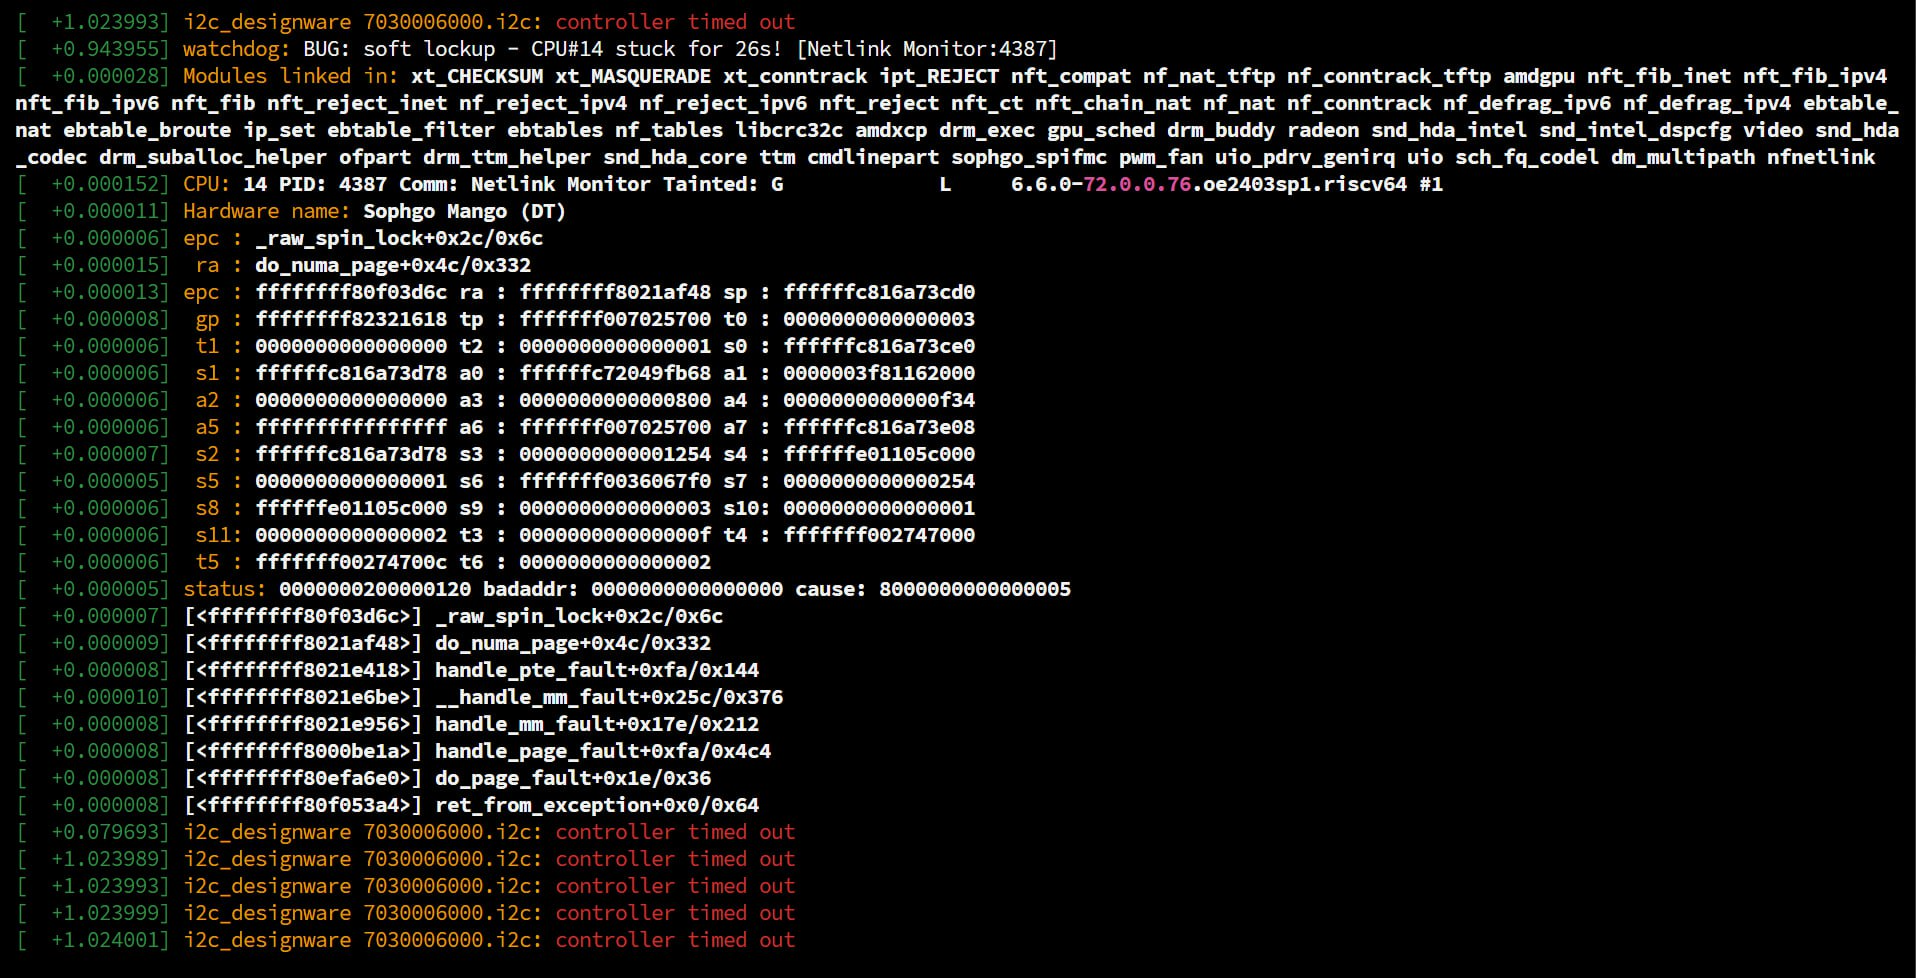 [  +1.023993] i2c_designware 7030006000.i2c: controller timed out
[  +0.943955] watchdog: BUG: soft lockup - CPU#14 stuck for 26s! [Netlink Monitor:4387]
[  +0.000028] Modules linked in: xt_CHECKSUM xt_MASQUERADE xt_conntrack ipt_REJECT nft_compat nf_nat_tftp nf_conntrack_tftp amdgpu nft_fib_inet nft_fib_ipv4
nft_fib_ipv6 nft_fib nft_reject_inet nf_reject_ipv4 nf_reject_ipv6 nft_reject nft_ct nft_chain_nat nf_nat nf_conntrack nf_defrag_ipv6 nf_defrag_ipv4 ebtable_
nat ebtable_broute ip_set ebtable_filter ebtables nf_tables libcrc32c amdxcp drm_exec gpu_sched drm_buddy radeon snd_hda_intel snd_intel_dspcfg video snd_hda
_codec drm_suballoc_helper ofpart drm_ttm_helper snd_hda_core ttm cmdlinepart sophgo_spifmc pwm_fan uio_pdrv_genirq uio sch_fq_codel dm_multipath nfnetlink
[  +0.000152] CPU: 14 PID: 4387 Comm: Netlink Monitor Tainted: G             L     6.6.0-72.0.0.76.oe2403sp1.riscv64 #1
[  +0.000011] Hardware name: Sophgo Mango (DT)
[  +0.000006] epc : _raw_spin_lock+0x2c/0x6c
[  +0.000015]  ra : do_numa_page+0x4c/0x332
[  +0.000013] epc : ffffffff80f03d6c ra : ffffffff8021af48 sp : ffffffc816a73cd0
[  +0.000008]  gp : ffffffff82321618 tp : fffffff007025700 t0 : 0000000000000003
[  +0.000006]  t1 : 0000000000000000 t2 : 0000000000000001 s0 : ffffffc816a73ce0
[  +0.000006]  s1 : ffffffc816a73d78 a0 : ffffffc72049fb68 a1 : 0000003f81162000
[  +0.000006]  a2 : 0000000000000000 a3 : 0000000000000800 a4 : 0000000000000f34
[  +0.000006]  a5 : ffffffffffffffff a6 : fffffff007025700 a7 : ffffffc816a73e08
[  +0.000007]  s2 : ffffffc816a73d78 s3 : 0000000000001254 s4 : ffffffe01105c000
[  +0.000005]  s5 : 0000000000000001 s6 : fffffff0036067f0 s7 : 0000000000000254
[  +0.000006]  s8 : ffffffe01105c000 s9 : 0000000000000003 s10: 0000000000000001
[  +0.000006]  s11: 0000000000000002 t3 : 000000000000000f t4 : fffffff002747000
[  +0.000006]  t5 : fffffff00274700c t6 : 0000000000000002
[  +0.000005] status: 0000000200000120 badaddr: 0000000000000000 cause: 8000000000000005
[  +0.000007] [<ffffffff80f03d6c>] _raw_spin_lock+0x2c/0x6c
[  +0.000009] [<ffffffff8021af48>] do_numa_page+0x4c/0x332
[  +0.000008] [<ffffffff8021e418>] handle_pte_fault+0xfa/0x144
[  +0.000010] [<ffffffff8021e6be>] __handle_mm_fault+0x25c/0x376
[  +0.000008] [<ffffffff8021e956>] handle_mm_fault+0x17e/0x212
[  +0.000008] [<ffffffff8000be1a>] handle_page_fault+0xfa/0x4c4
[  +0.000008] [<ffffffff80efa6e0>] do_page_fault+0x1e/0x36
[  +0.000008] [<ffffffff80f053a4>] ret_from_exception+0x0/0x64
[  +0.079693] i2c_designware 7030006000.i2c: controller timed out
[  +1.023989] i2c_designware 7030006000.i2c: controller timed out
[  +1.023993] i2c_designware 7030006000.i2c: controller timed out
[  +1.023999] i2c_designware 7030006000.i2c: controller timed out
[  +1.024001] i2c_designware 7030006000.i2c: controller timed out